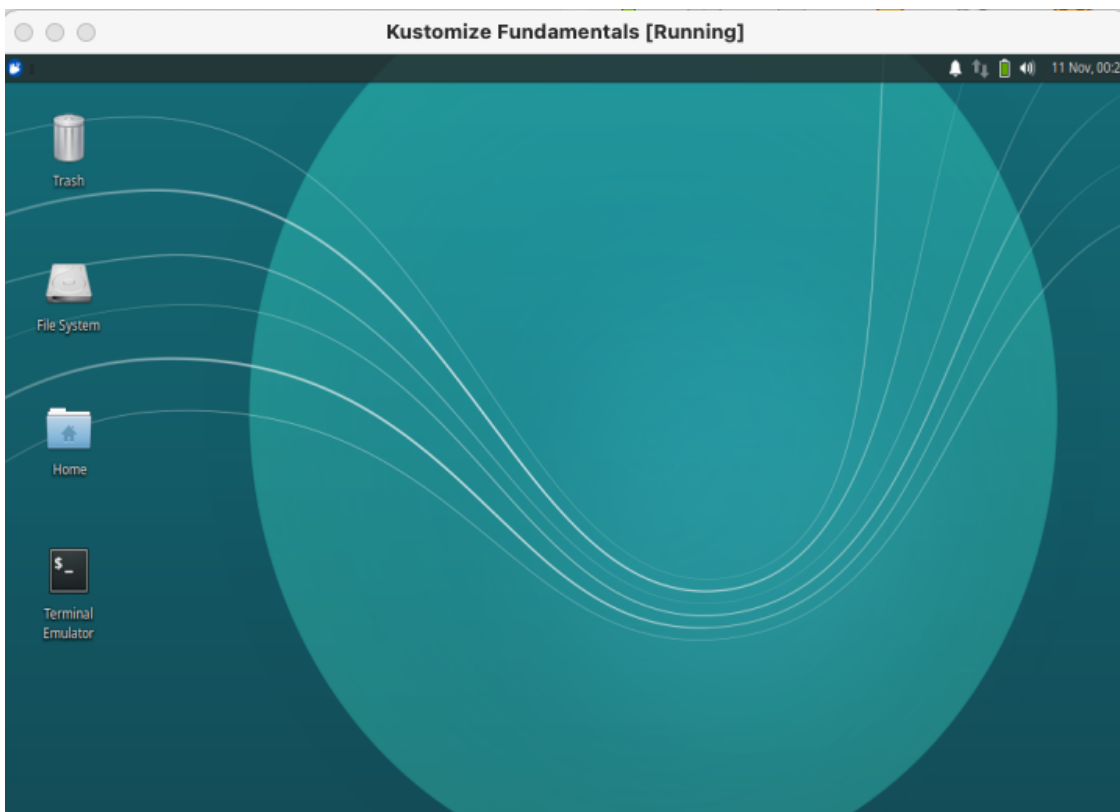 Kustomize Fundamentals [Running]
11 Nov, 00:2
Trash
File System
Home
$_
Terminal
Emulator